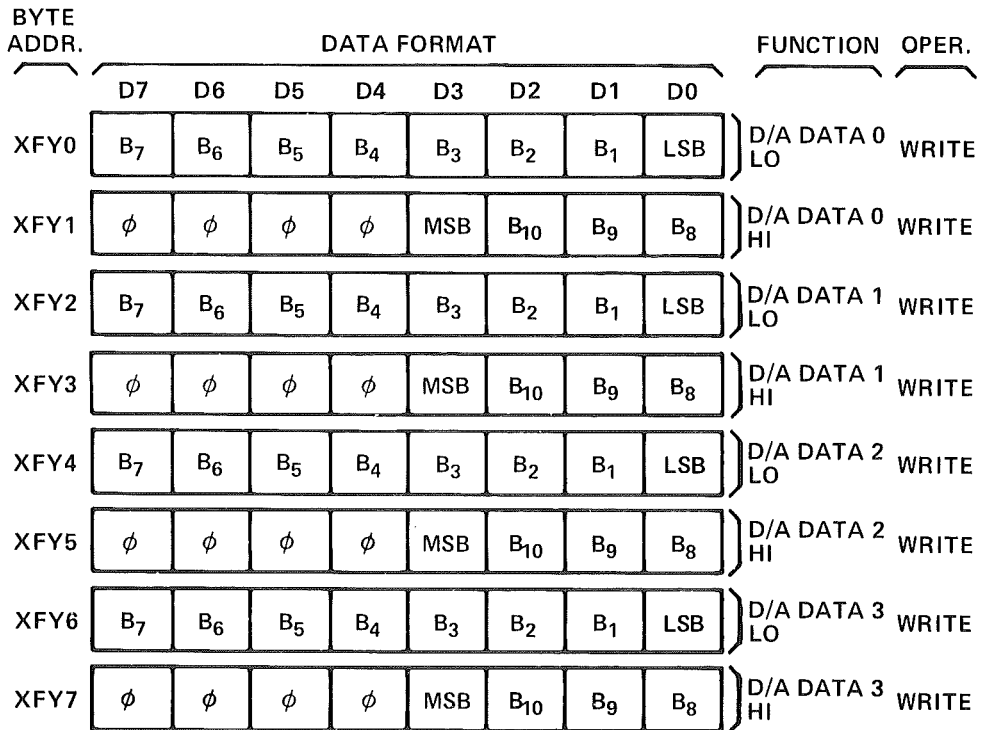 BYTE
ADDR. DATA FORMAT FUNCTION OPER.
D7 D6 D5 D4 D3 D2 D1 D0
XFY0 B7 B6 B5 B4 B3 B2 B1 LSB D/A DATA 0 LO WRITE
XFY1 ϕ ϕ ϕ ϕ MSB B10 B9 B8 D/A DATA 0 HI WRITE
XFY2 B7 B6 B5 B4 B3 B2 B1 LSB D/A DATA 1 LO WRITE
XFY3 ϕ ϕ ϕ ϕ MSB B10 B9 B8 D/A DATA 1 HI WRITE
XFY4 B7 B6 B5 B4 B3 B2 B1 LSB D/A DATA 2 LO WRITE
XFY5 ϕ ϕ ϕ ϕ MSB B10 B9 B8 D/A DATA 2 HI WRITE
XFY6 B7 B6 B5 B4 B3 B2 B1 LSB D/A DATA 3 LO WRITE
XFY7 ϕ ϕ ϕ ϕ MSB B10 B9 B8 D/A DATA 3 HI WRITE